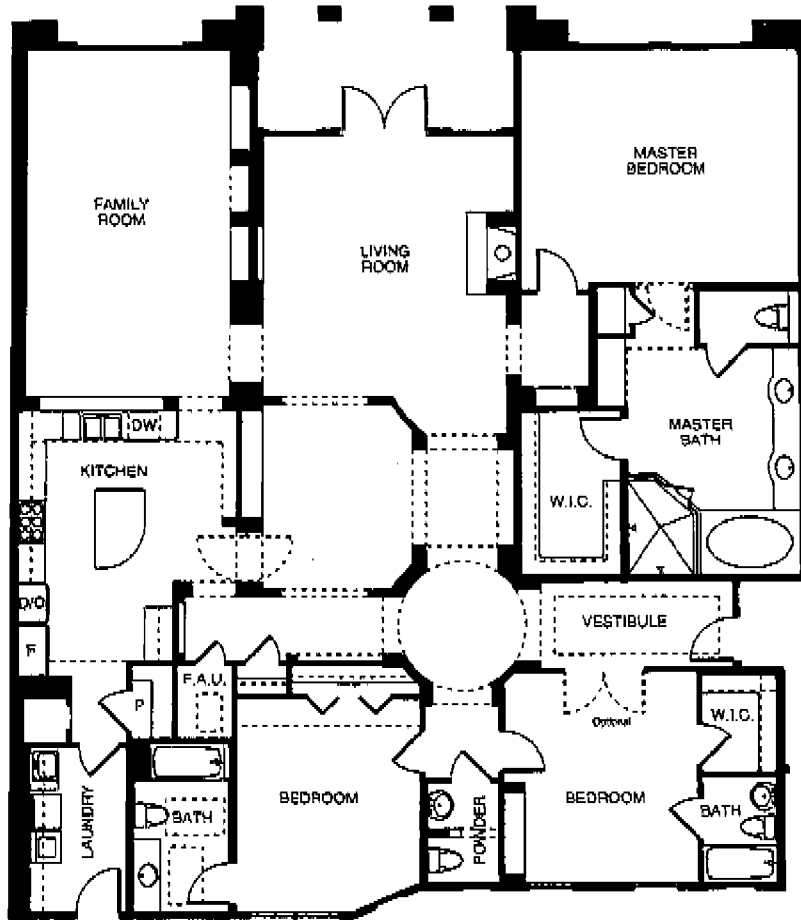 MASTER
BEDROOM
FAMILY
ROOM
LIVING
ROOM
DW
MASTER
BATH
KITCHEN
W.I.C.
D/O
VESTIBULE
F
F.A.U.
P
W.I.C.
Optional
BEDROOM
BEDROOM
LAUNDRY
BATH
POWDER
BATH